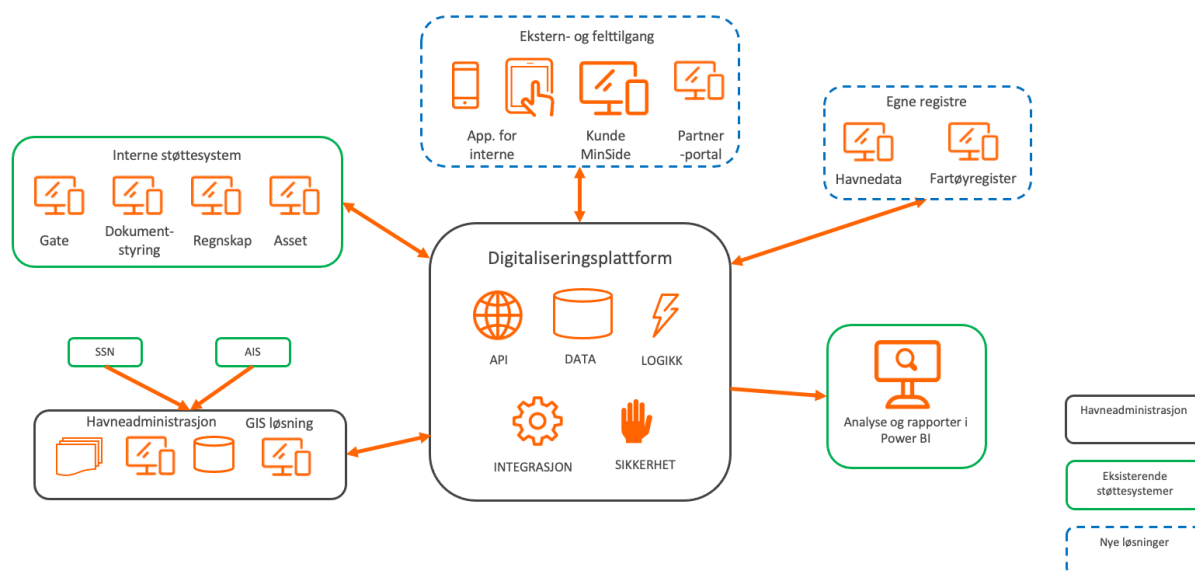 Ekstern- og felttilgang
App. for
interne
Kunde
MinSide
Partner
-portal
Egne registre
Havnedata
Fartøyregister
Interne støttesystem
Gate
Dokument-
styring
Regnskap
Asset
Digitaliseringsplattform
API
DATA
LOGIKK
INTEGRASJON
SIKKERHET
SSN
AIS
Havneadministrasjon
GIS løsning
Analyse og rapporter i
Power BI
Havneadministrasjon
Eksisterende
støttesystemer
Nye løsninger